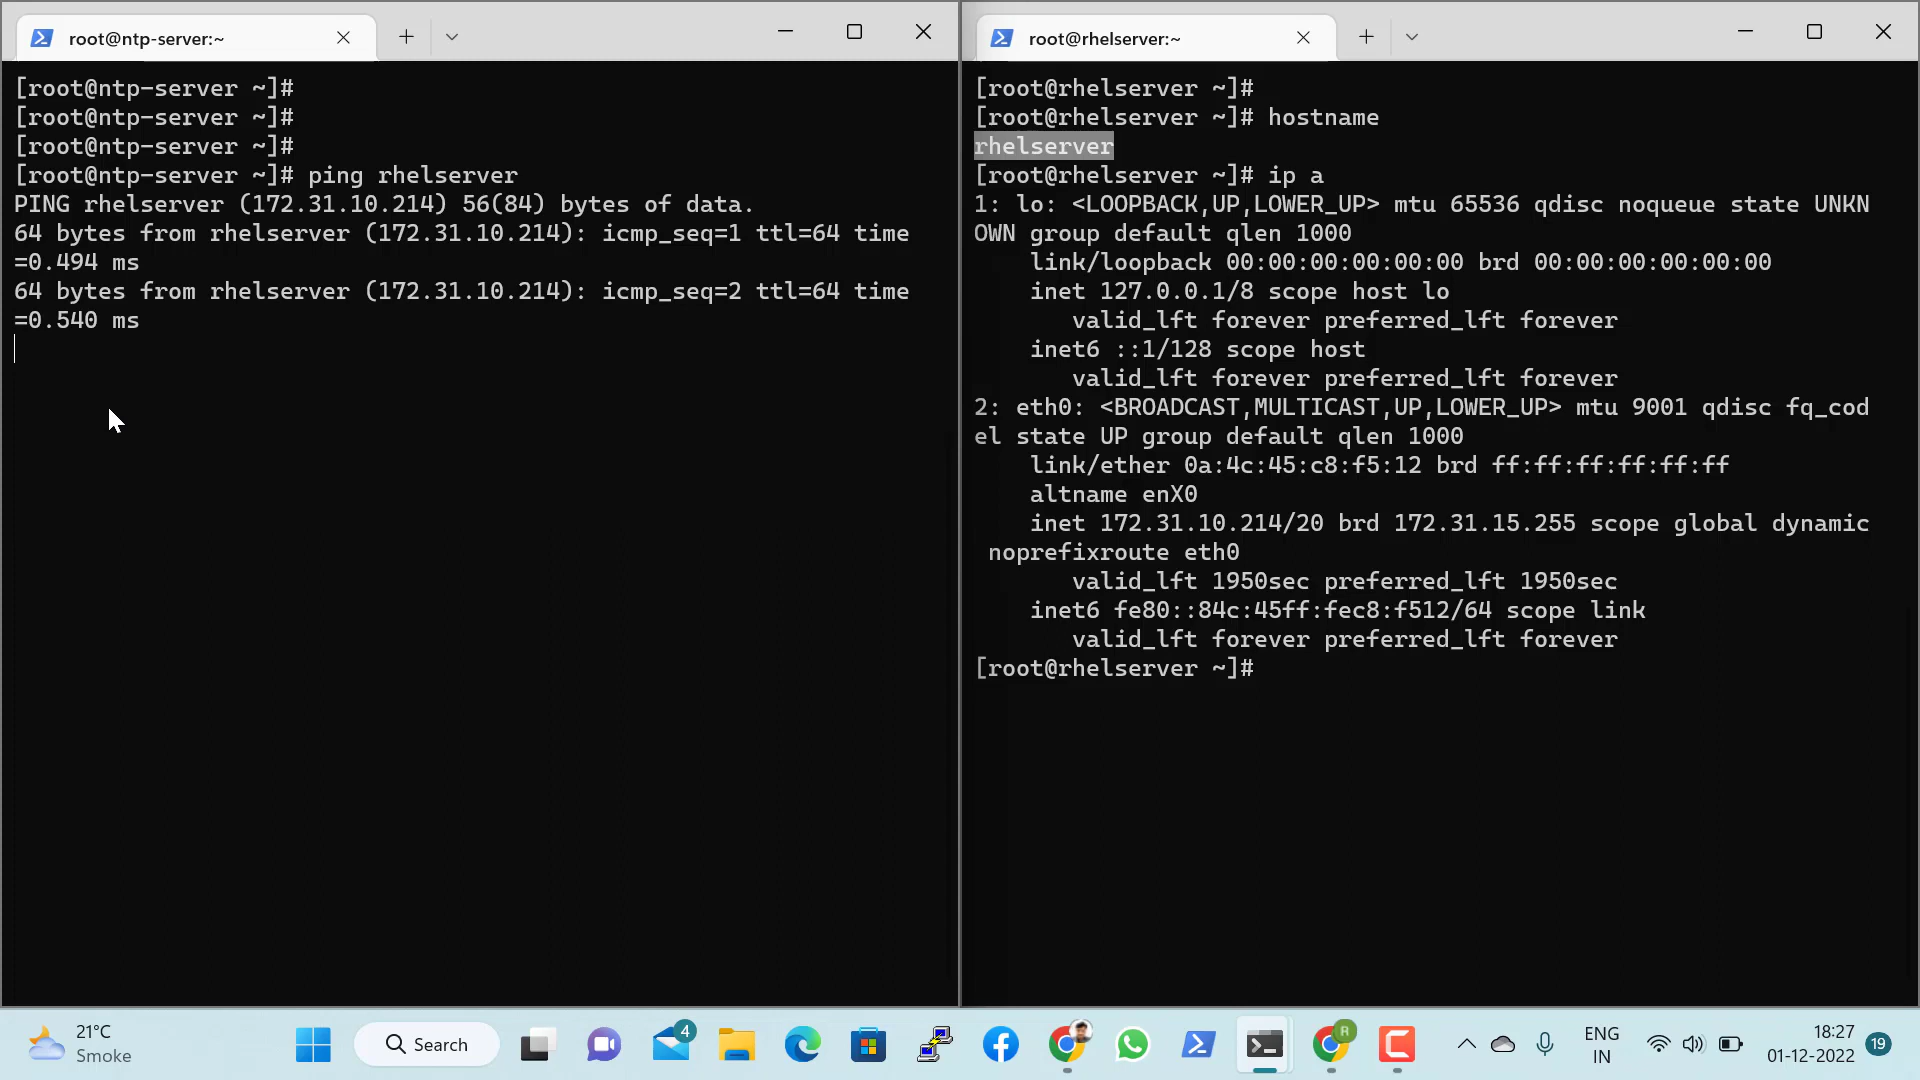 root@ntp-server:~
[root@ntp-server ~]#
[root@ntp-server ~]#
[root@ntp-server ~]#
[root@ntp-server ~]# ping rhelserver
PING rhelserver (172.31.10.214) 56(84) bytes of data.
64 bytes from rhelserver (172.31.10.214): icmp_seq=1 ttl=64 time
=0.494 ms
64 bytes from rhelserver (172.31.10.214): icmp_seq=2 ttl=64 time
=0.540 ms
root@rhelserver:~
[root@rhelserver ~]#
[root@rhelserver ~]# hostname
rhelserver
[root@rhelserver ~]# ip a
1: lo: <LOOPBACK,UP,LOWER_UP> mtu 65536 qdisc noqueue state UNKN
OWN group default qlen 1000
link/loopback 00:00:00:00:00:00 brd 00:00:00:00:00:00
inet 127.0.0.1/8 scope host lo
valid_lft forever preferred_lft forever
inet6 ::1/128 scope host
valid_lft forever preferred_lft forever
2: eth0: <BROADCAST,MULTICAST,UP,LOWER_UP> mtu 9001 qdisc fq_cod
el state UP group default qlen 1000
link/ether 0a:4c:45:c8:f5:12 brd ff:ff:ff:ff:ff:ff
altname enX0
inet 172.31.10.214/20 brd 172.31.15.255 scope global dynamic
noprefixroute eth0
valid_lft 1950sec preferred_lft 1950sec
inet6 fe80::84c:45ff:fec8:f512/64 scope link
valid_lft forever preferred_lft forever
[root@rhelserver ~]#
21°C
Smoke
Search
4
R
ENG
IN
18:27
01-12-2022
19